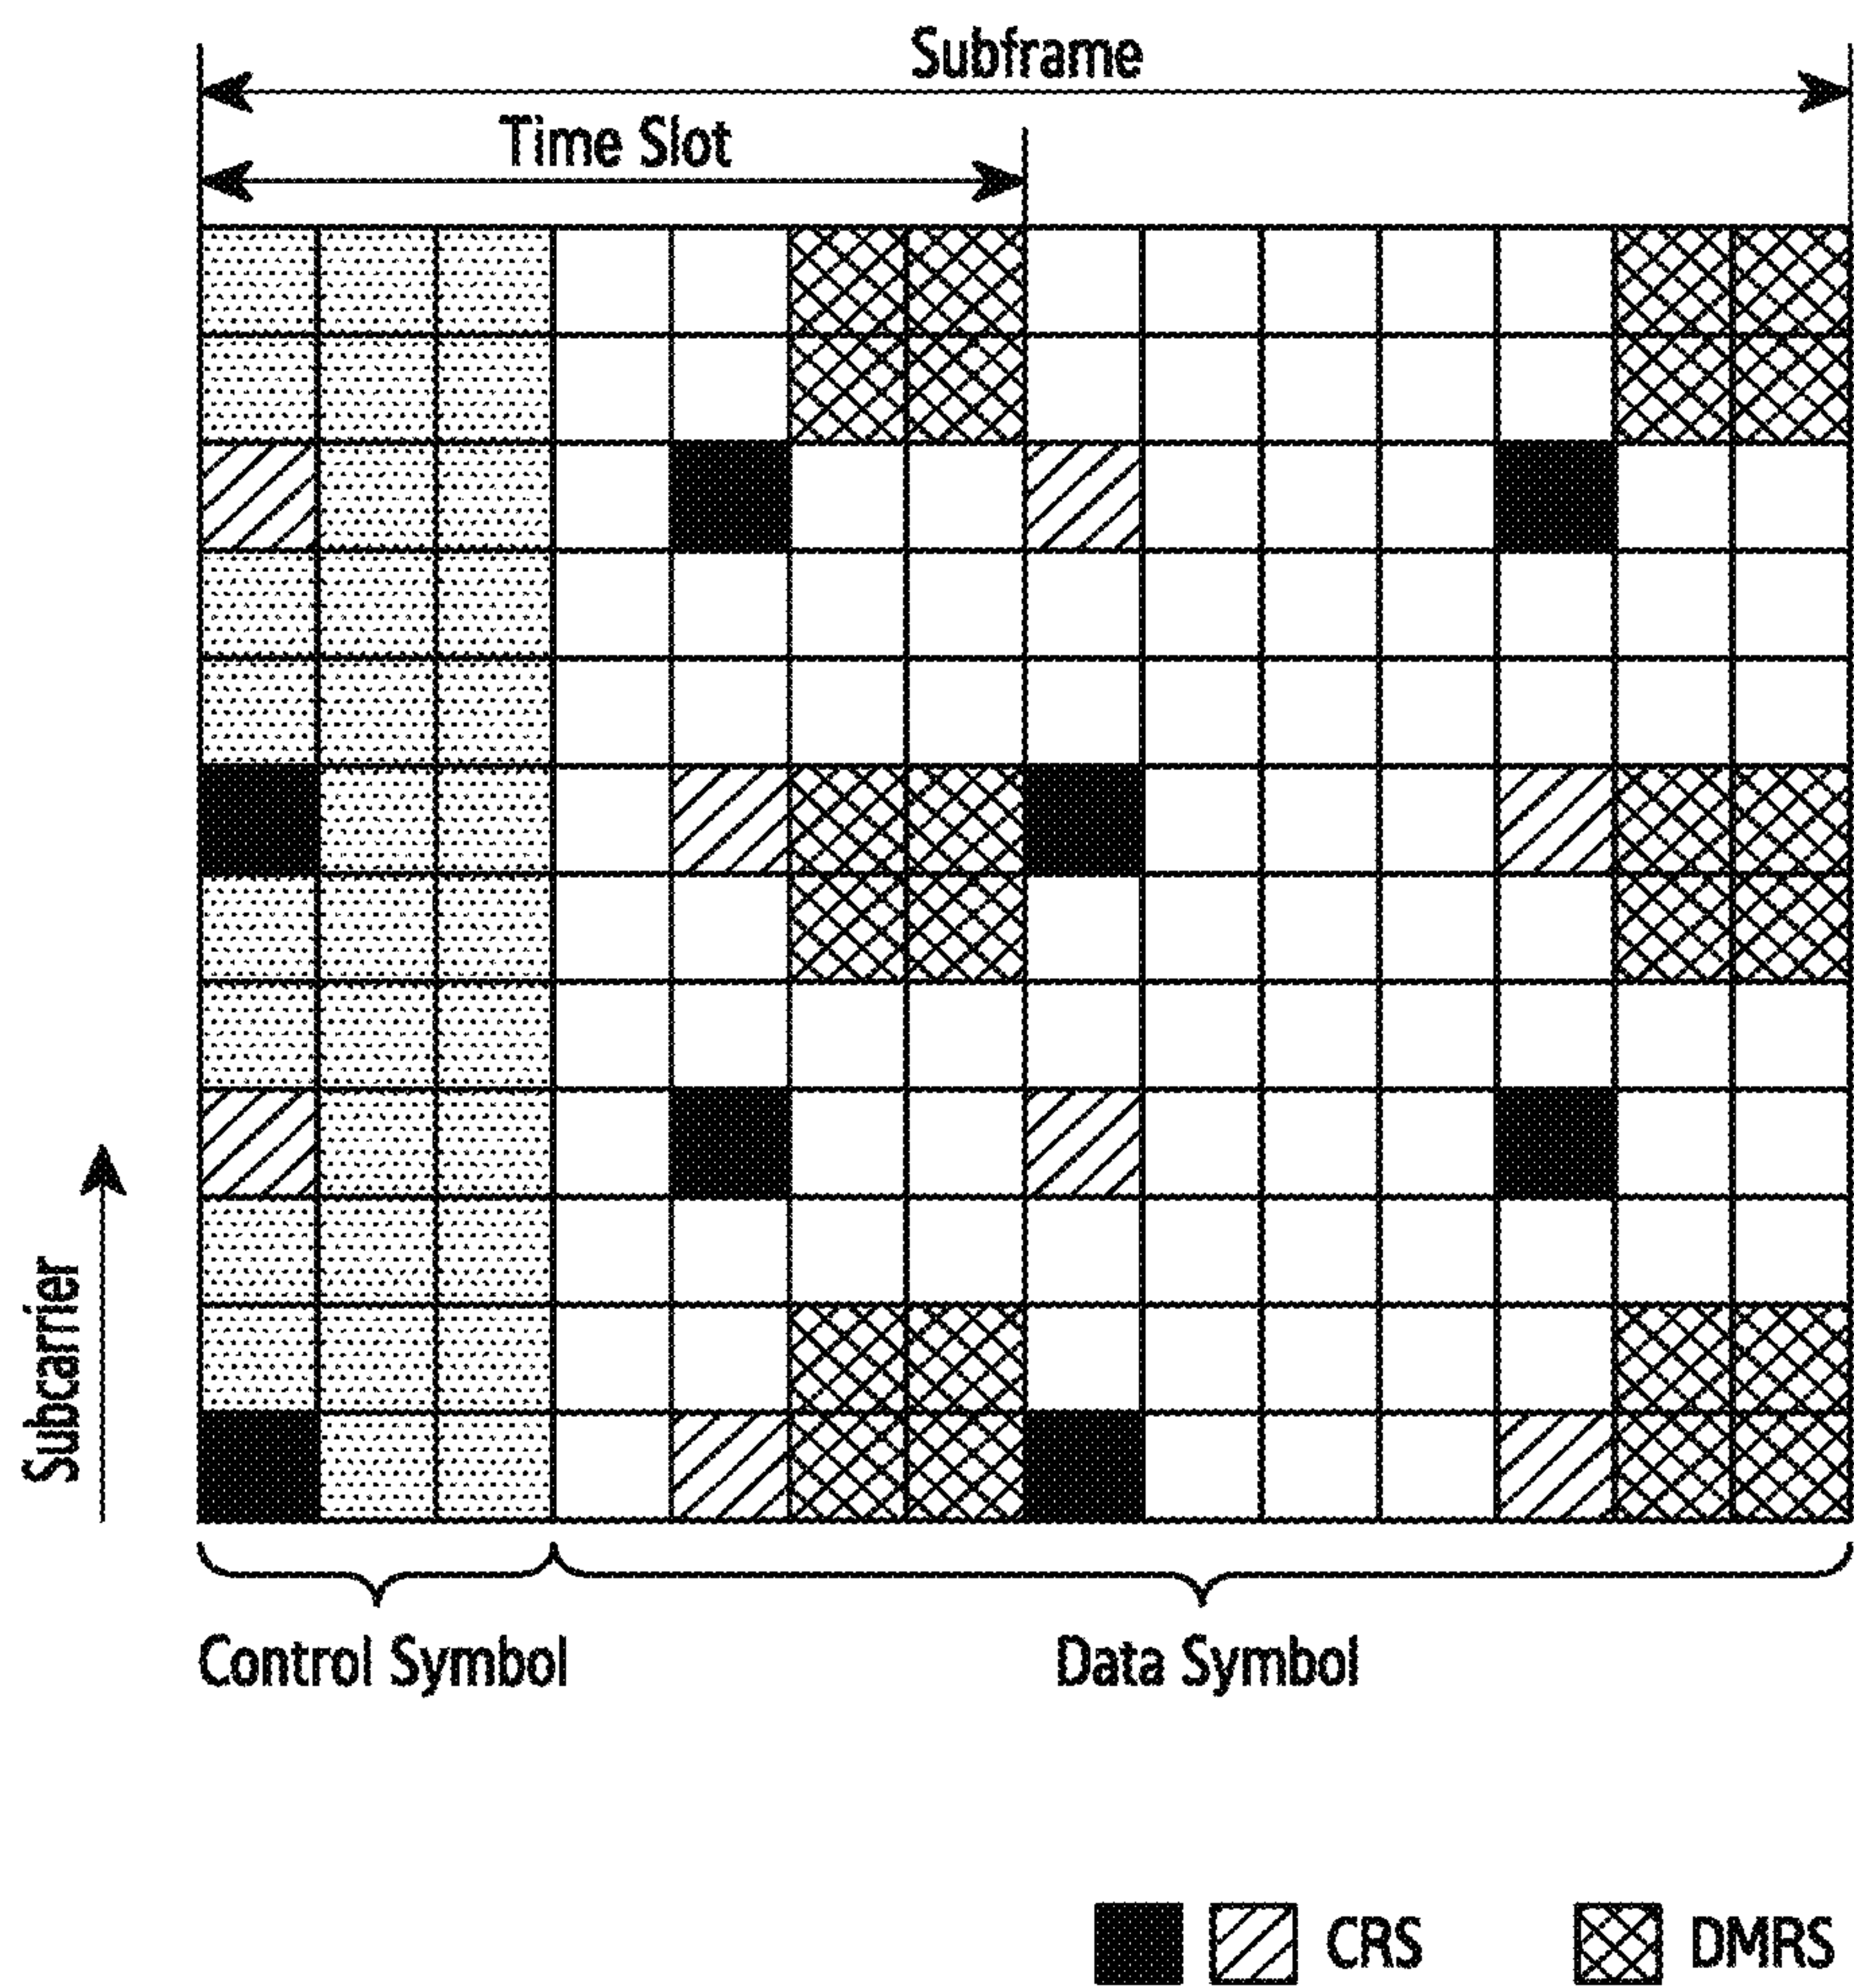 Subframe
Time Slot
Subcarrier
Control Symbol
Data Symbol
CRS
DMRS